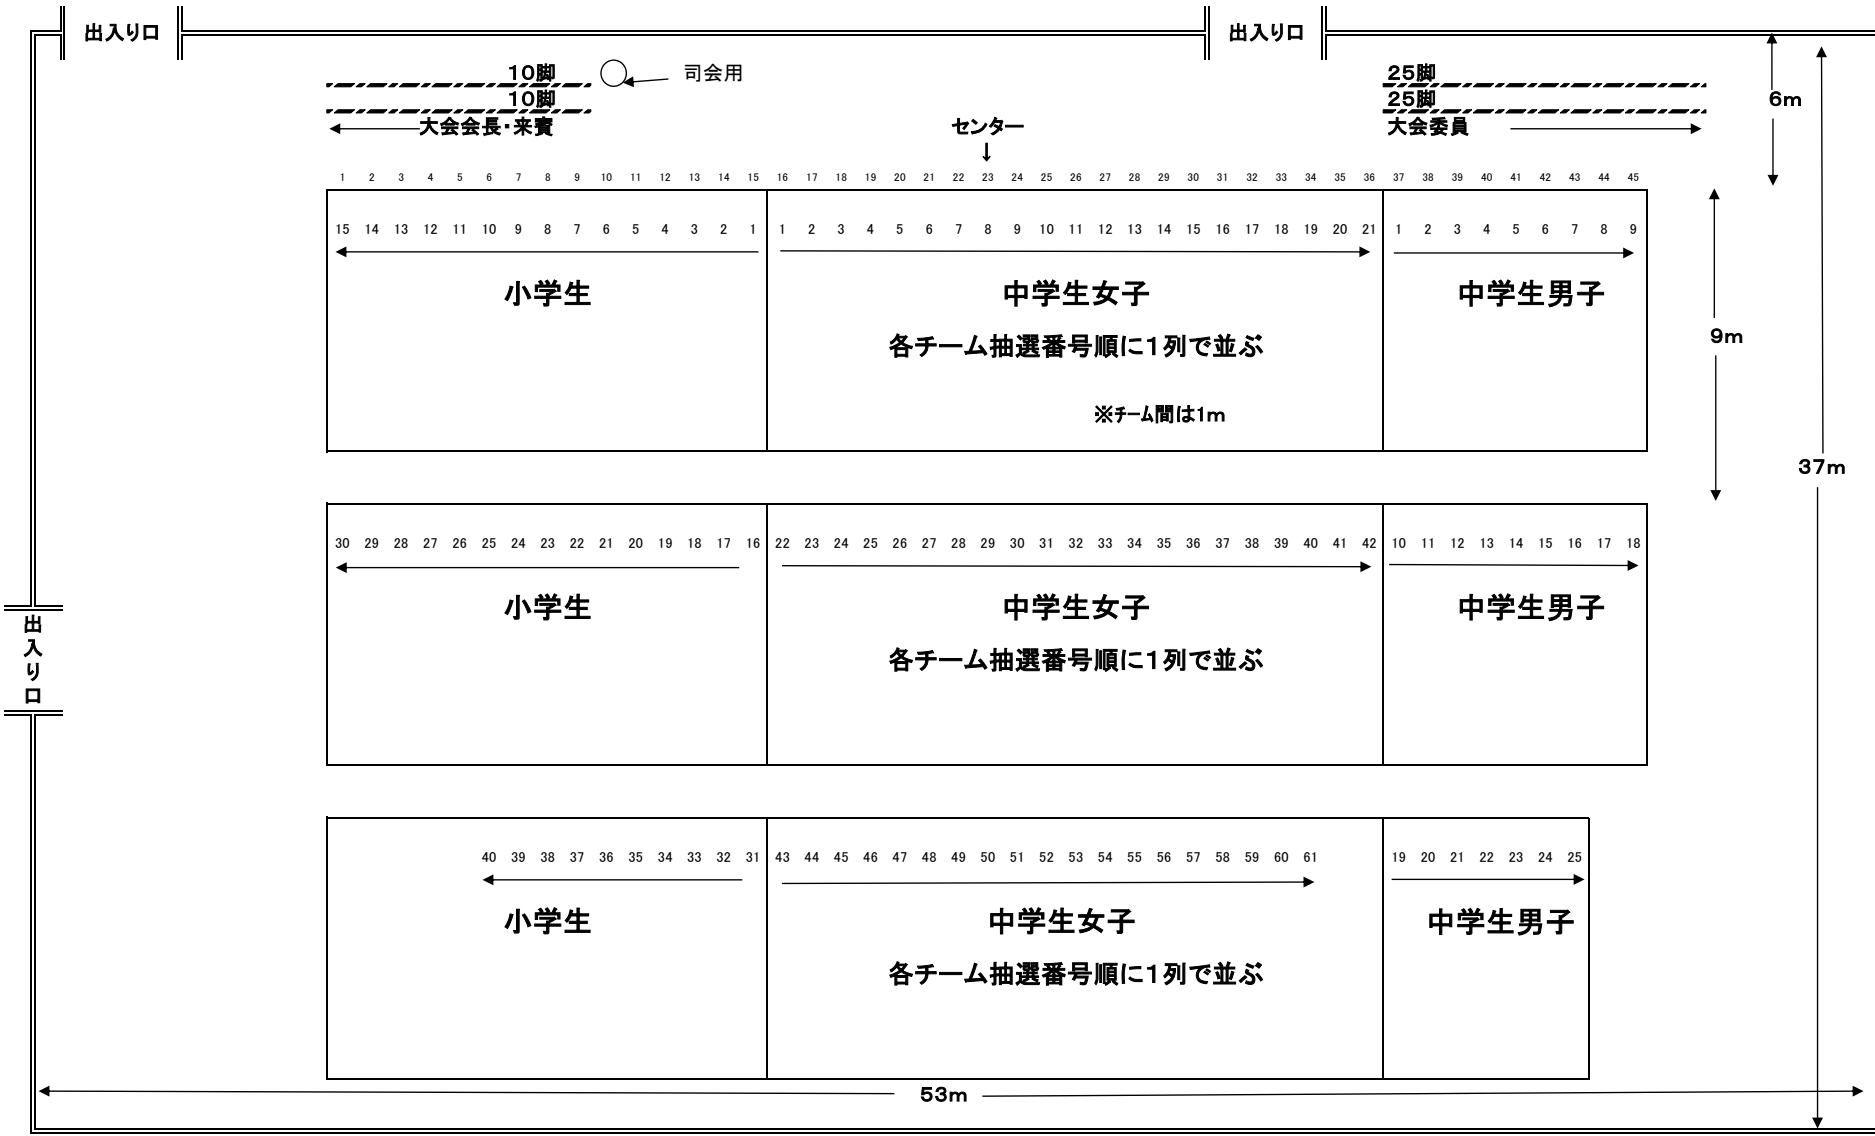 出入り口
出入り口
10脚
司会用
25脚
10脚
25脚
6m
大会会長・来賓
センター
大会委員
↓
1 2 3 4 5 6 7 8 9 10 11 12 13 14 15 16 17 18 19 20 21 22 23 24 25 26 27 28 29 30 31 32 33 34 35 36 37 38 39 40 41 42 43 44 45
15 14 13 12 11 10 9 8 7 6 5 4 3 2 1 1 2 3 4 5 6 7 8 9 10 11 12 13 14 15 16 17 18 19 20 21 1 2 3 4 5 6 7 8 9
小学生
中学生女子
中学生男子
9m
各チーム抽選番号順に1列で並ぶ
※チーム間は1m
37m
30 29 28 27 26 25 24 23 22 21 20 19 18 17 16 22 23 24 25 26 27 28 29 30 31 32 33 34 35 36 37 38 39 40 41 42 10 11 12 13 14 15 16 17 18
小学生
中学生女子
中学生男子
出入り口
各チーム抽選番号順に1列で並ぶ
40 39 38 37 36 35 34 33 32 31 43 44 45 46 47 48 49 50 51 52 53 54 55 56 57 58 59 60 61 19 20 21 22 23 24 25
小学生
中学生女子
中学生男子
各チーム抽選番号順に1列で並ぶ
53m